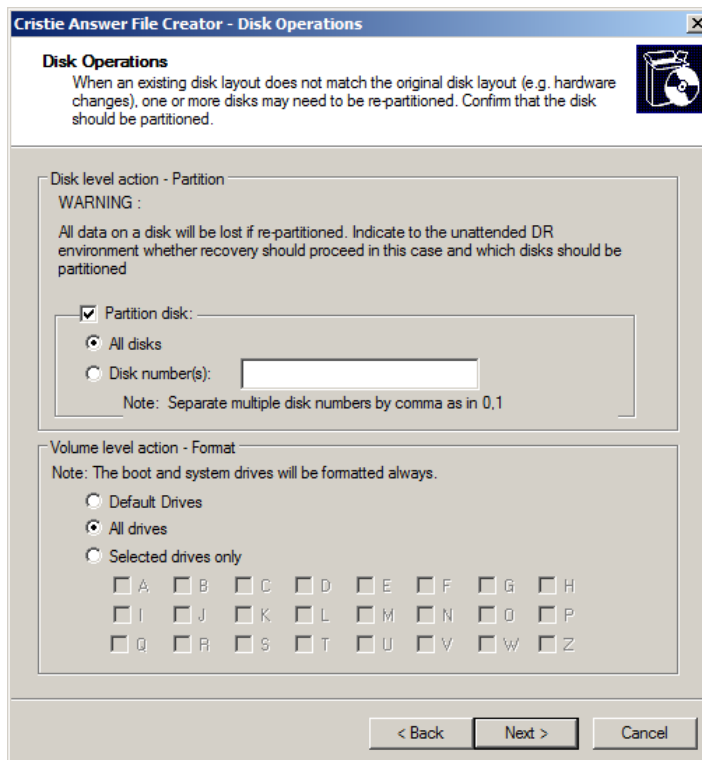 Cristie Answer File Creator - Disk Operations
Disk Operations
When an existing disk layout does not match the original disk layout (e.g. hardware
changes), one or more disks may need to be re-partitioned. Confirm that the disk
should be partitioned.
Disk level action - Partition
WARNING :
All data on a disk will be lost if re-partitioned. Indicate to the unattended DR
environment whether recovery should proceed in this case and which disks should be
partitioned
Partition disk:
All disks
Disk number(s):
Note: Separate multiple disk numbers by comma as in 0,1
Volume level action - Format
Note: The boot and system drives will be formatted always.
Default Drives
All drives
Selected drives only
A B C D E F G H
I J K L M N O P
Q R S T U V W Z
< Back Next > Cancel